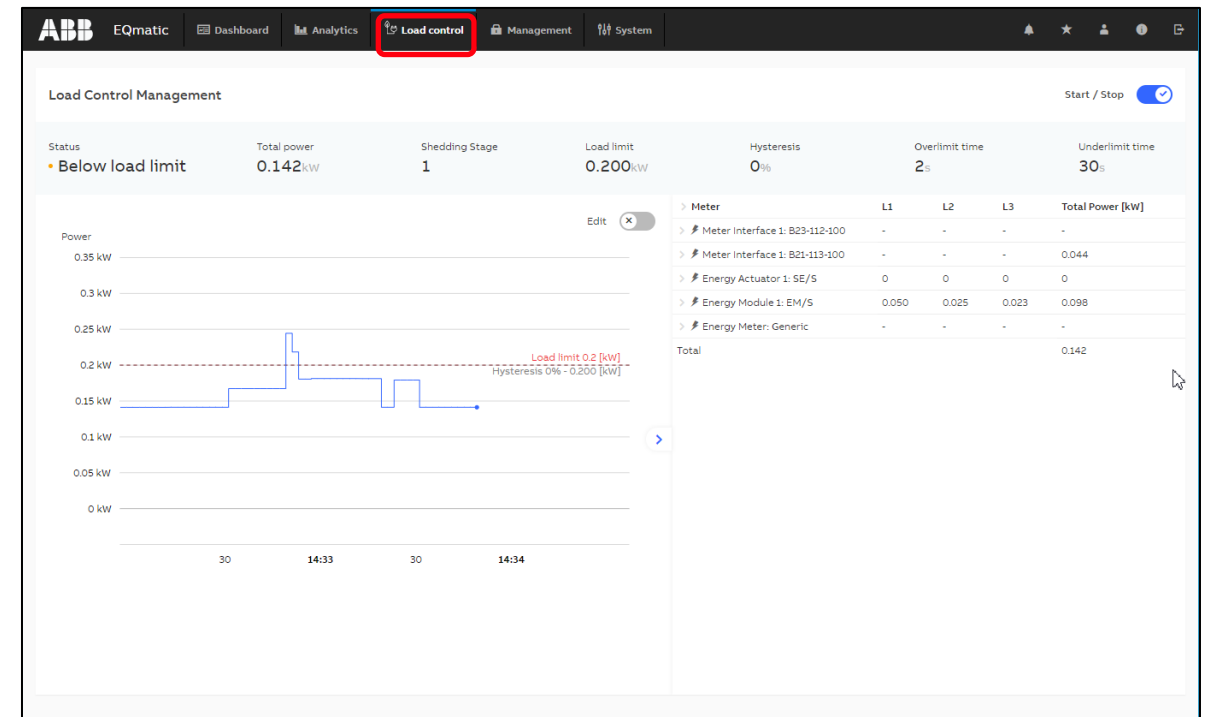 ABB EQmatic Dashboard Analytics Load control Management System
Load Control Management Start / Stop
Status Total power Shedding Stage Load limit Hysteresis Overlimit time Underlimit time
Below load limit 0.142kW 1 0.200kW 0% 2s 30s
Edit
Power
0.35 kW
0.3 kW
0.25 kW
0.2 kW
0.15 kW
0.1 kW
0.05 kW
0 kW
Load limit 0.2 [kW]
Hysteresis 0% - 0.200 [kW]
30 14:33 30 14:34
Meter L1 L2 L3 Total Power [kW]
Meter Interface 1: B23-112-100 - - - -
Meter Interface 1: B21-113-100 - - - 0.044
Energy Actuator 1: SE/S 0 0 0 0
Energy Module 1: EM/S 0.050 0.025 0.023 0.098
Energy Meter: Generic - - - -
Total 0.142